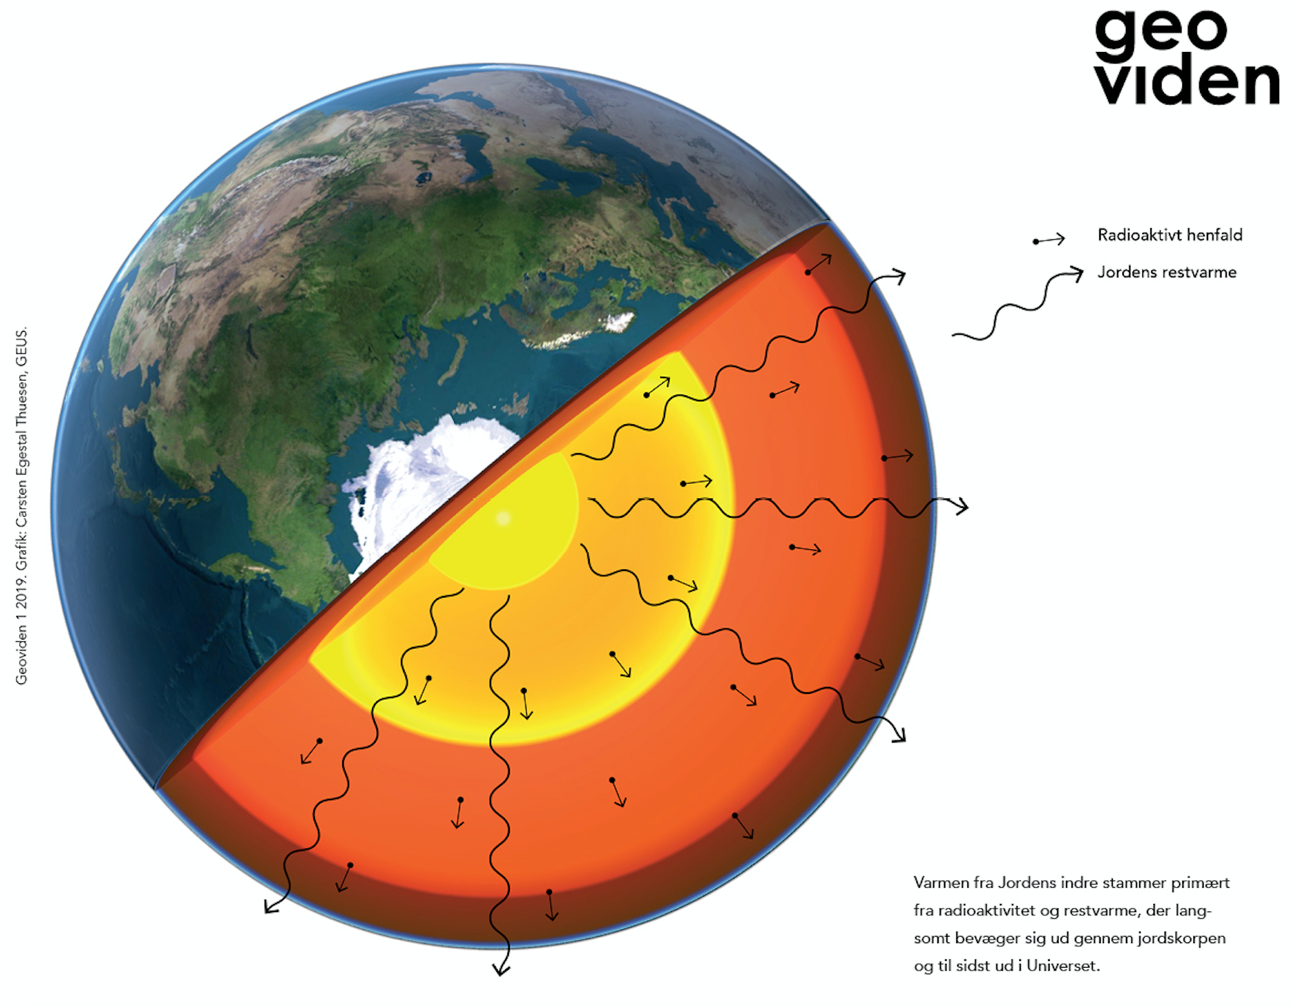 geo
viden
Radioaktivt henfald
Jordens restvarme
Geoviden 1 2019. Grafik: Carsten Egestal Thuesen, GEUS.
Varmen fra Jordens indre stammer primært
fra radioaktivitet og restvarme, der lang-
somt bevæger sig ud gennem jordskorpen
og til sidst ud i Universet.